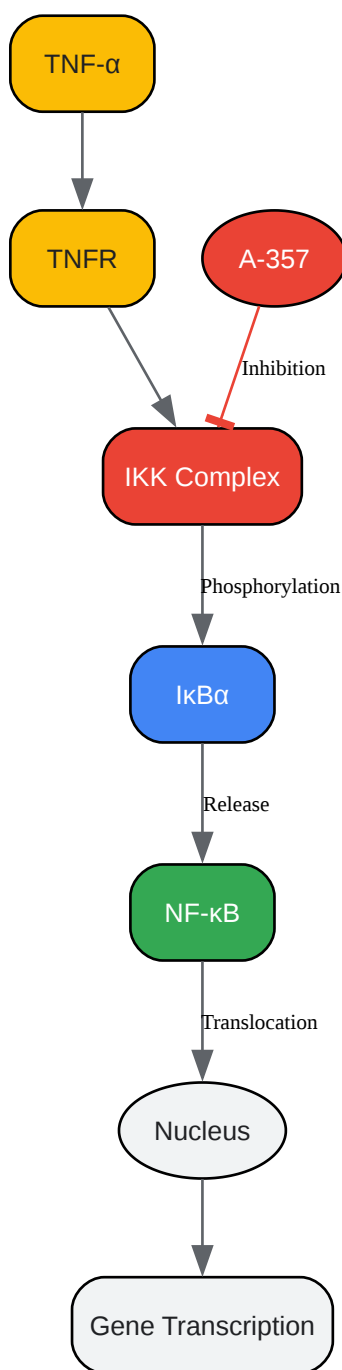 TNF-α
TNFR
A-357
Inhibition
IKK Complex
Phosphorylation
IκBα
Release
NF-κB
Translocation
Nucleus
Gene Transcription